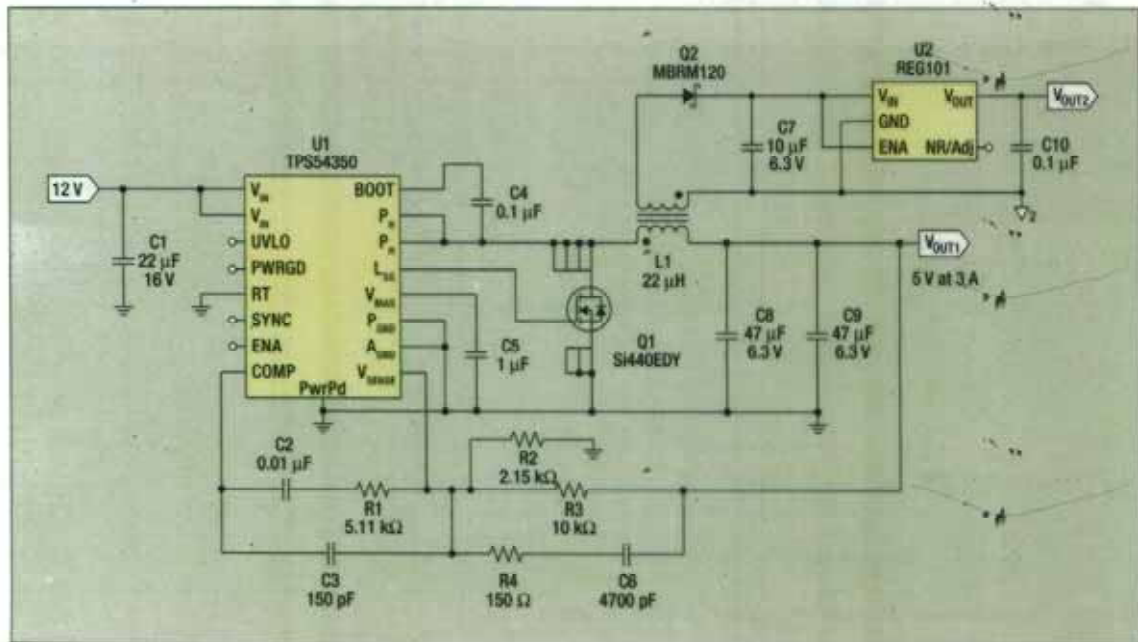 Q2
MBRM120
U2
REG101
VIN
VOUT
GND
ENA
NR/Adj
VOUT2
C7
10 µF
6.3 V
C10
0.1 µF
2
U1
TPS54350
12 V
VIN
VIN
UVLO
PWRGD
RT
SYNC
ENA
COMP
BOOT
PH
PH
LSG
VBIAS
PGND
AGND
VSENSE
PwrPd
C1
22 µF
16 V
C4
0.1 µF
C5
1 µF
L1
22 µH
Q1
Si440EDY
VOUT1
5 V at 3 A
C8
47 µF
6.3 V
C9
47 µF
6.3 V
C2
0.01 µF
R1
5.11 kΩ
R2
2.15 kΩ
R3
10 kΩ
C3
150 pF
R4
150 Ω
C6
4700 pF